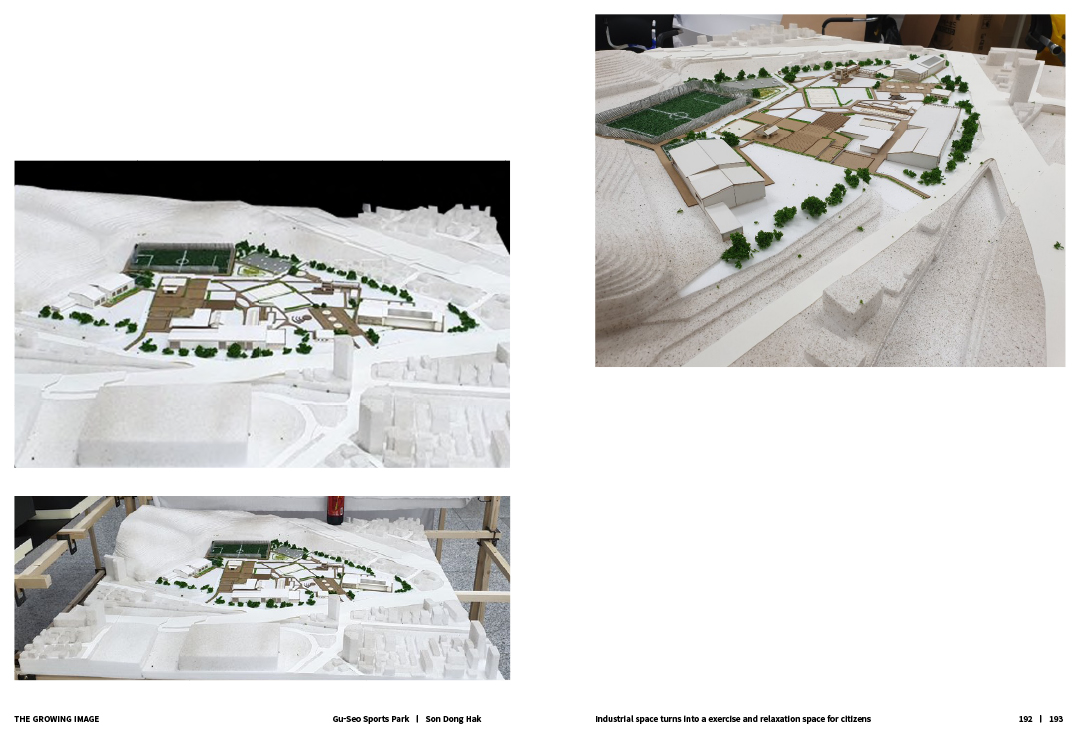 THE GROWING IMAGE
Gu-Seo Sports Park | Son Dong Hak
Industrial space turns into a exercise and relaxation space for citizens
192 | 193